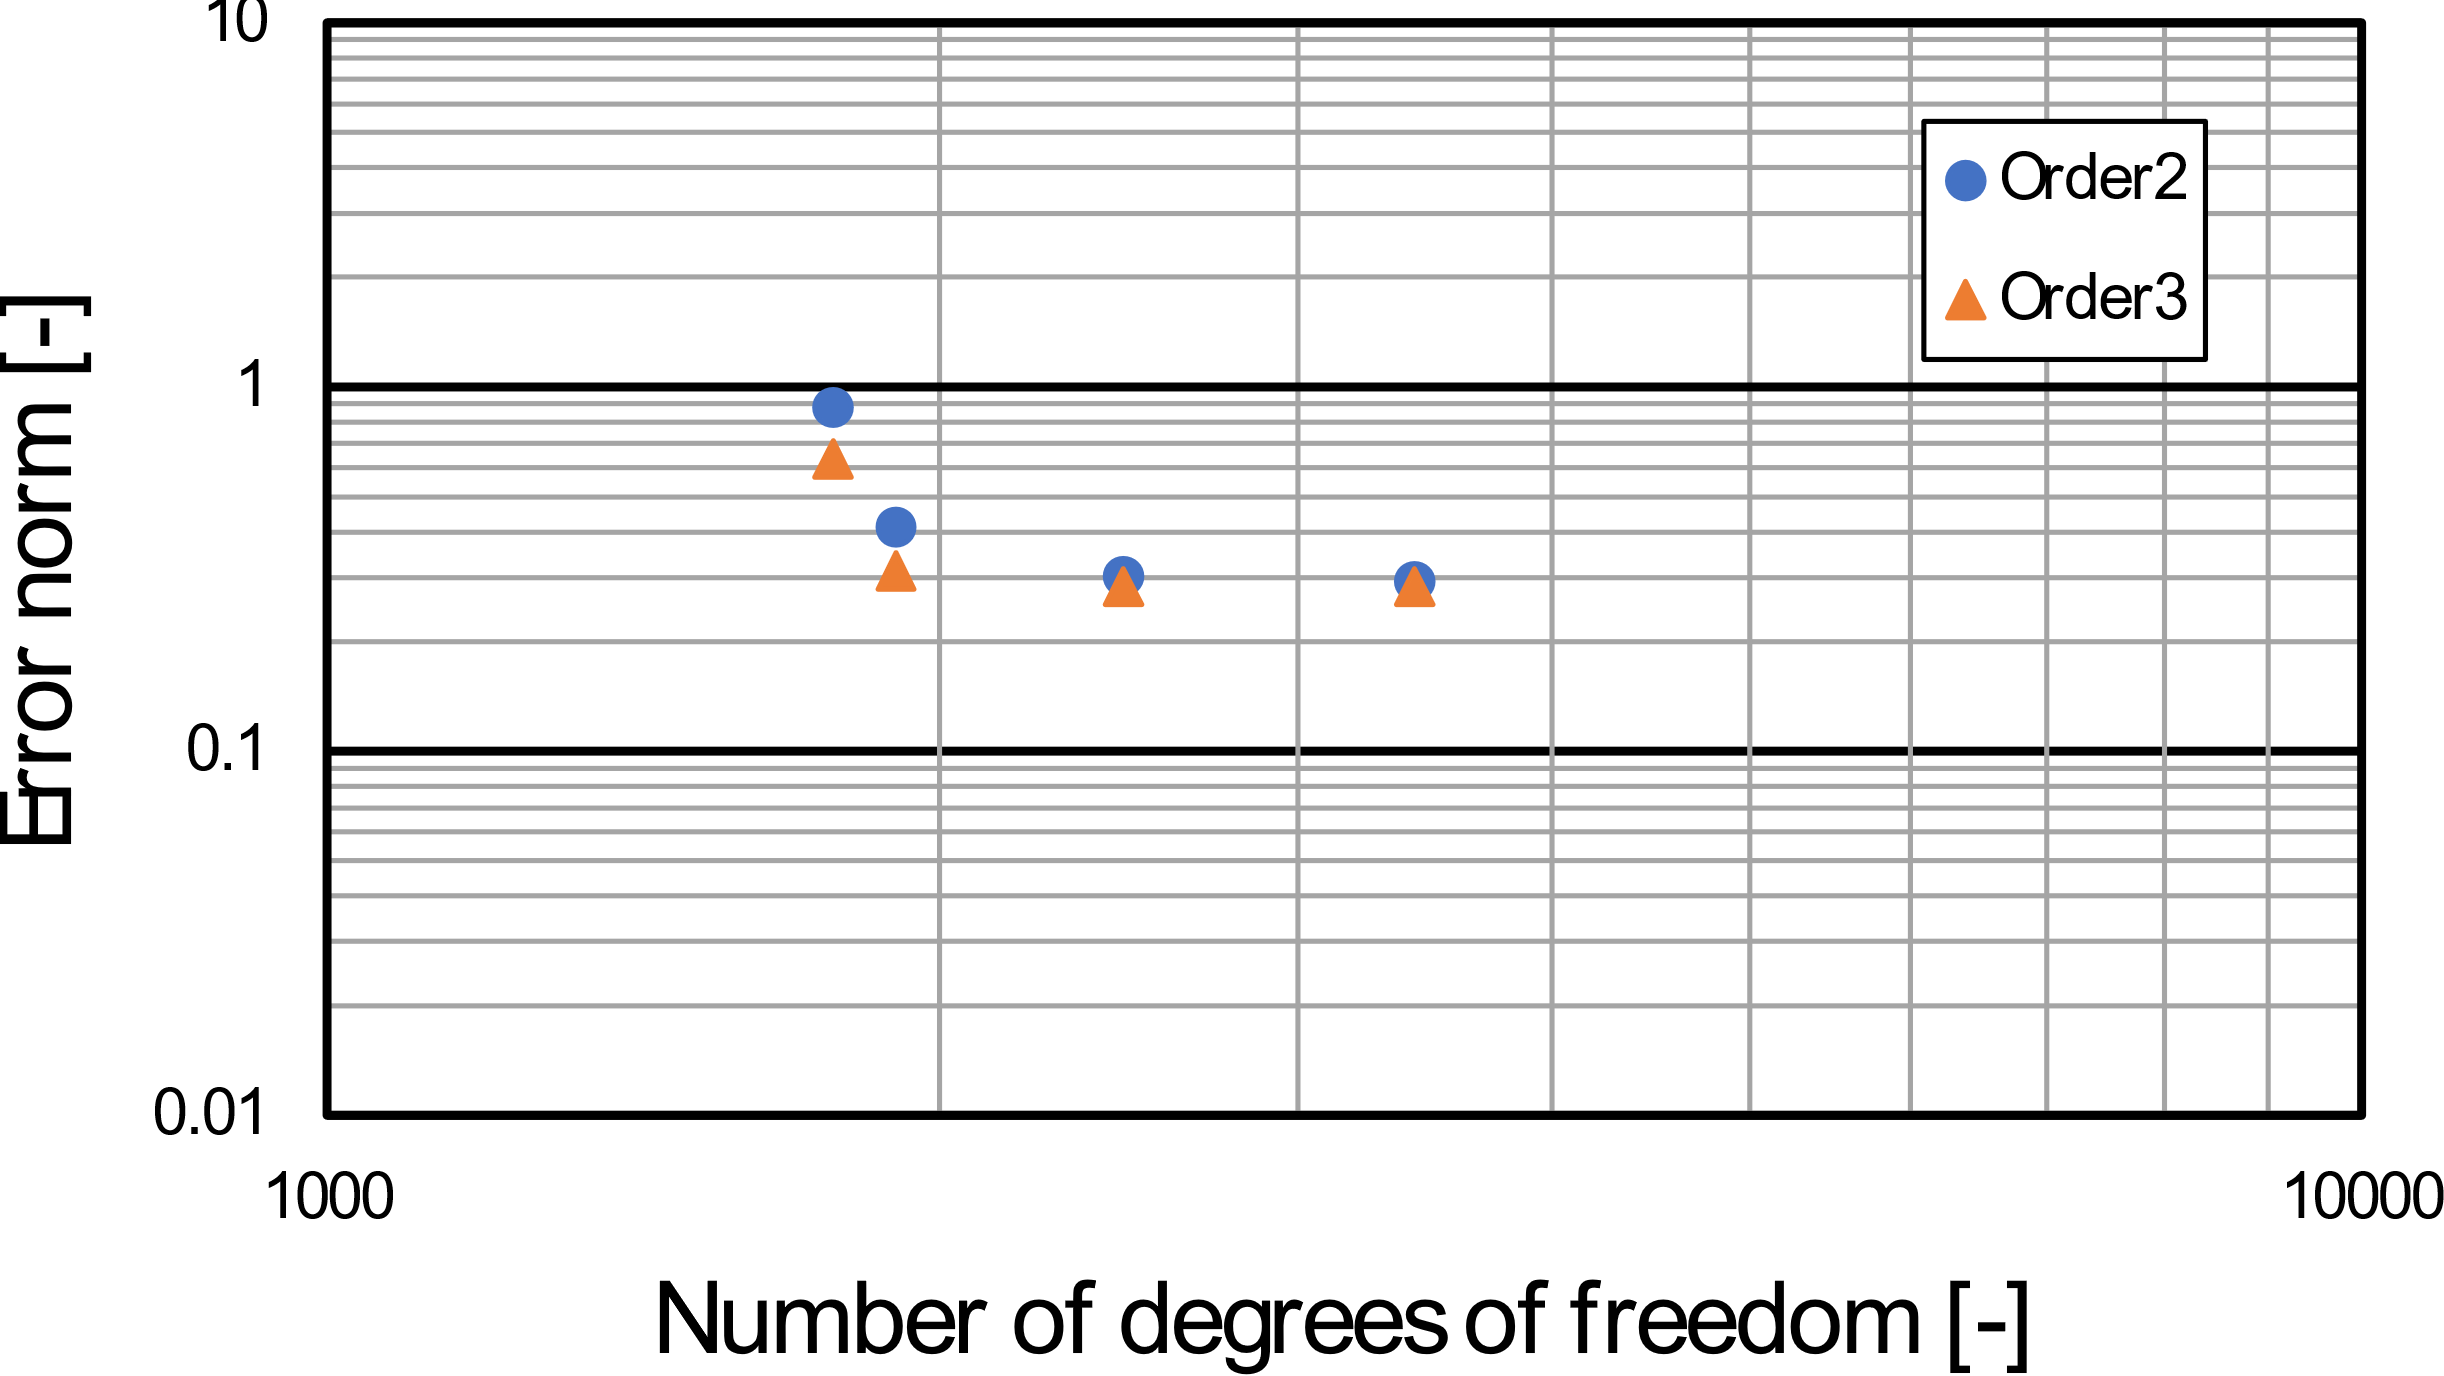 10
1
0.1
0.01
Error norm [-]
Order2
Order3
1000
10000
Number of degrees of freedom [-]